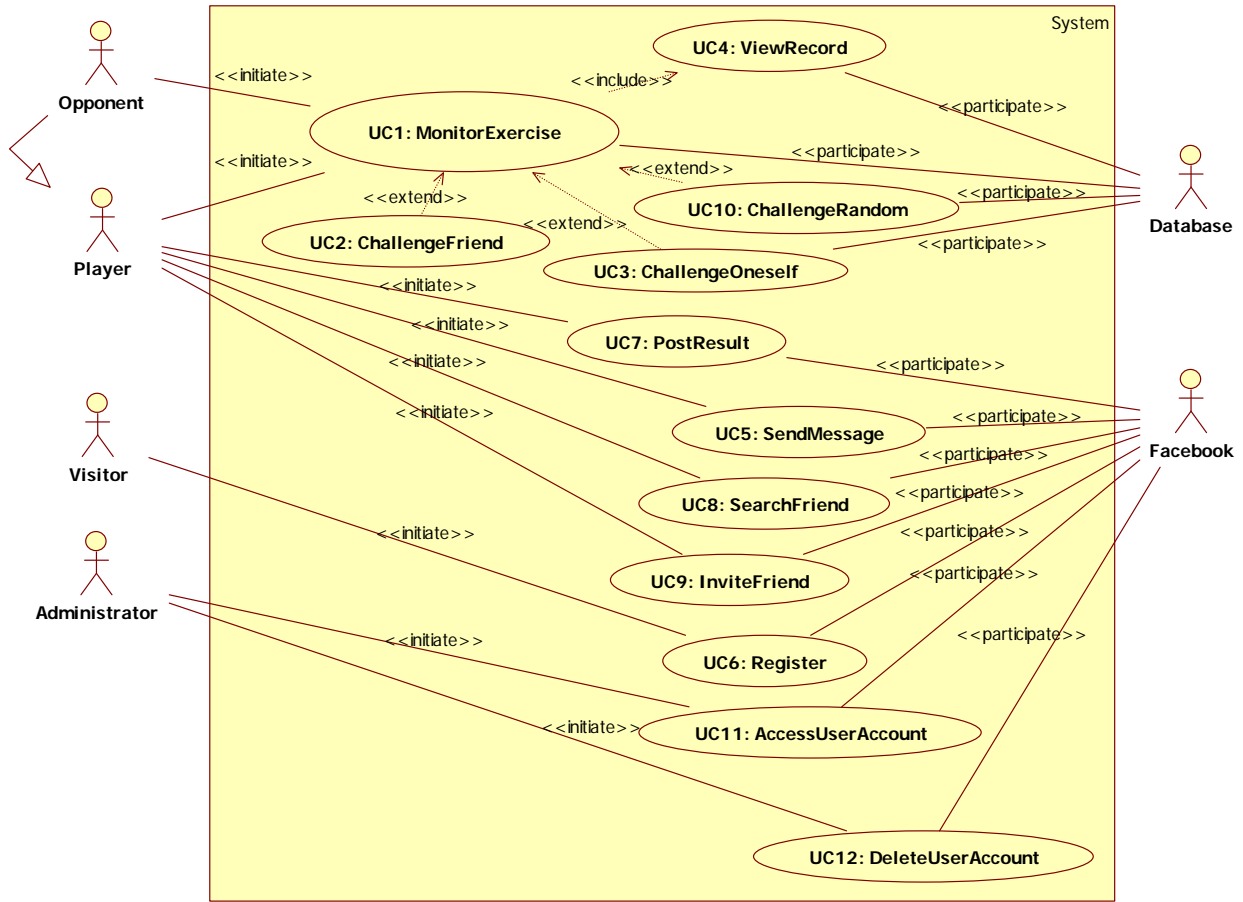 System
UC4: ViewRecord
<<initiate>>
<<include>>
Opponent
<<participate>>
UC1: MonitorExercise
<<initiate>>
<<participate>>
<<extend>>
<<extend>>
<<participate>>
UC10: ChallengeRandom
Database
<<extend>>
UC2: ChallengeFriend
<<participate>>
Player
UC3: ChallengeOneself
<<initiate>>
<<initiate>>
UC7: PostResult
<<initiate>>
<<participate>>
<<initiate>>
<<participate>>
UC5: SendMessage
Visitor
Facebook
<<participate>>
<<participate>>
UC8: SearchFriend
<<initiate>>
<<participate>>
<<participate>>
UC9: InviteFriend
Administrator
<<initiate>>
<<participate>>
UC6: Register
<<initiate>>
UC11: AccessUserAccount
UC12: DeleteUserAccount